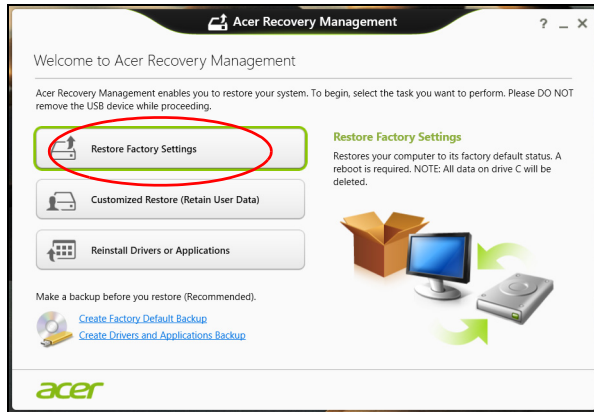 Acer Recovery Management
? _ ×
Welcome to Acer Recovery Management
Acer Recovery Management enables you to restore your system. To begin, select the task you want to perform. Please DO NOT
remove the USB device while proceeding.
Restore Factory Settings
Customized Restore (Retain User Data)
Reinstall Drivers or Applications
Restore Factory Settings
Restores your computer to its factory default status. A
reboot is required. NOTE: All data on drive C will be
deleted.
Make a backup before you restore (Recommended).
Create Factory Default Backup
Create Drivers and Applications Backup
acer